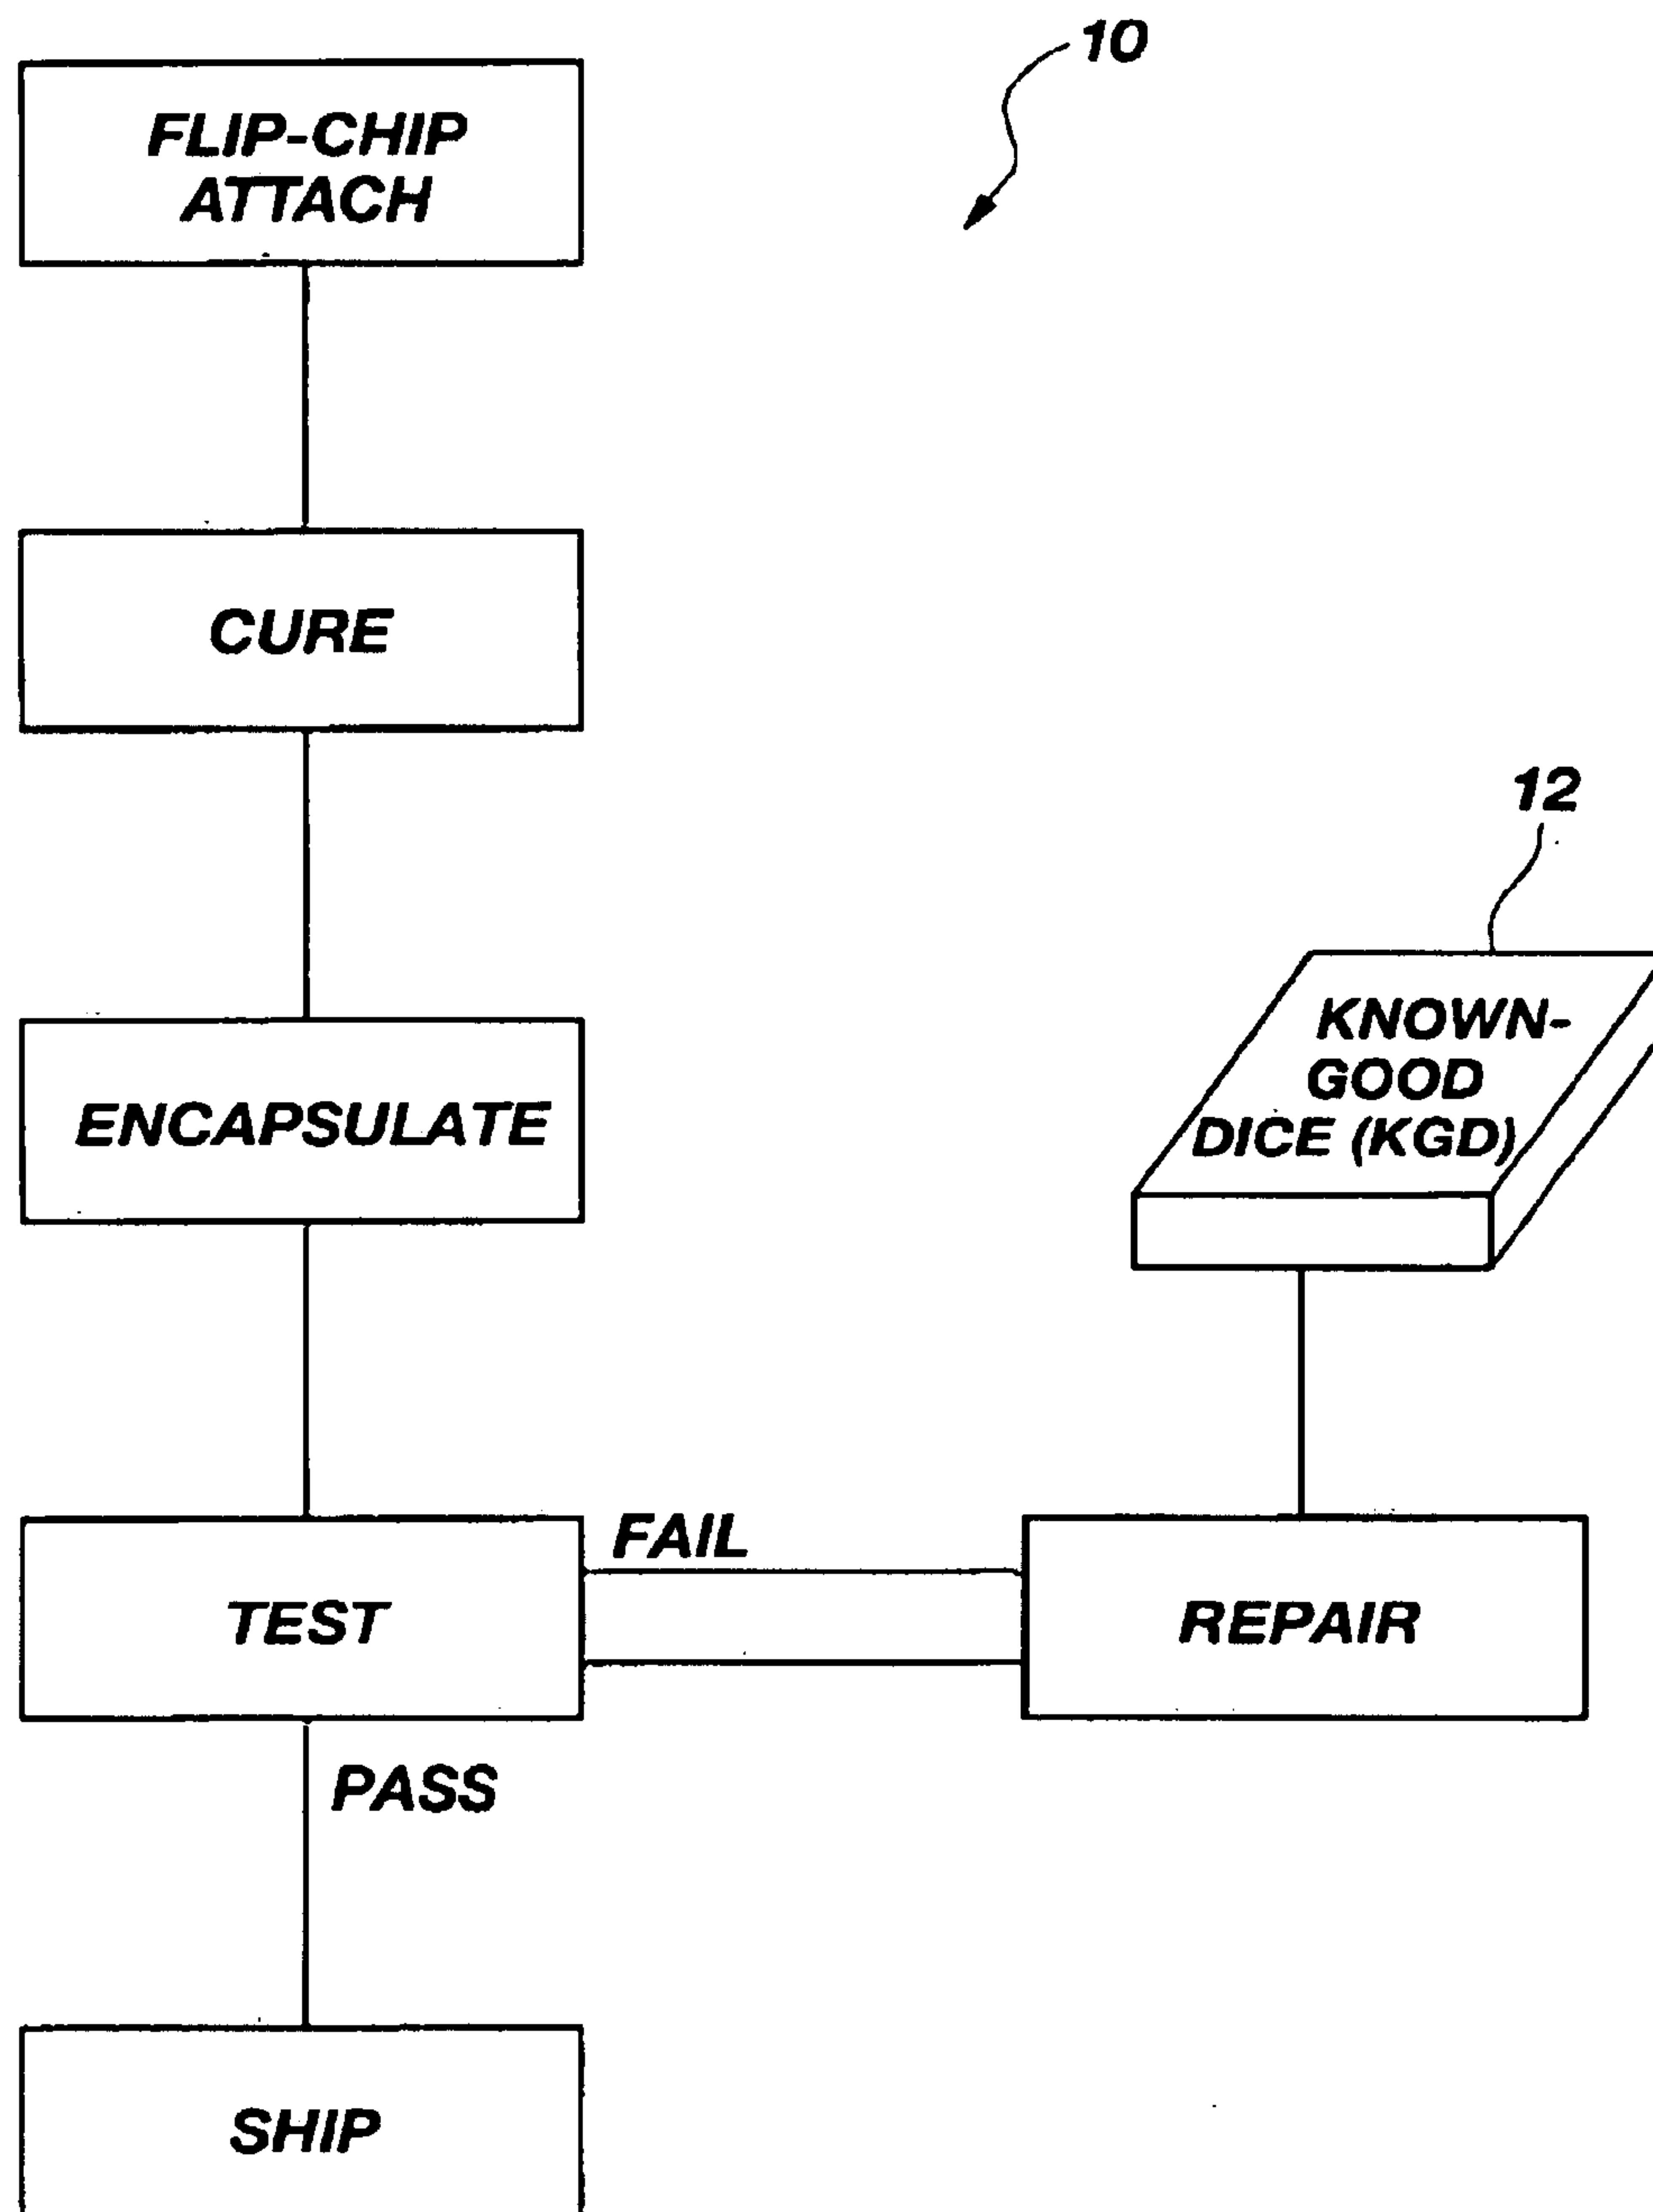 10
FLIP-CHIP
ATTACH
CURE
12
KNOWN-
GOOD
DICE (KGD)
ENCAPSULATE
FAIL
TEST
REPAIR
PASS
SHIP